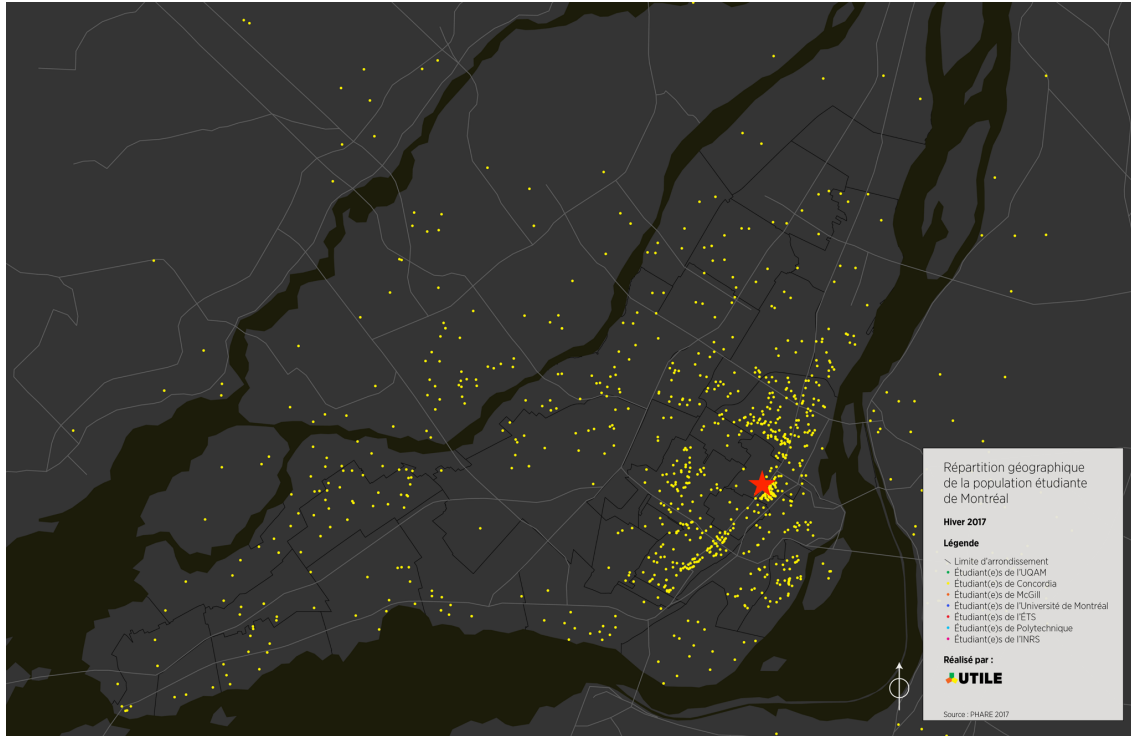 Répartition géographique
de la population étudiante
de Montréal
Hiver 2017
Légende
Limite d'arrondissement
Étudiant(e)s de l'UQAM
Étudiant(e)s de Concordia
Étudiant(e)s de McGill
Étudiant(e)s de l'Université de Montréal
Étudiant(e)s de l'ÉTS
Étudiant(e)s de Polytechnique
Étudiant(e)s de l'INRS
Réalisé par :
UTILE
Source : PHARE 2017